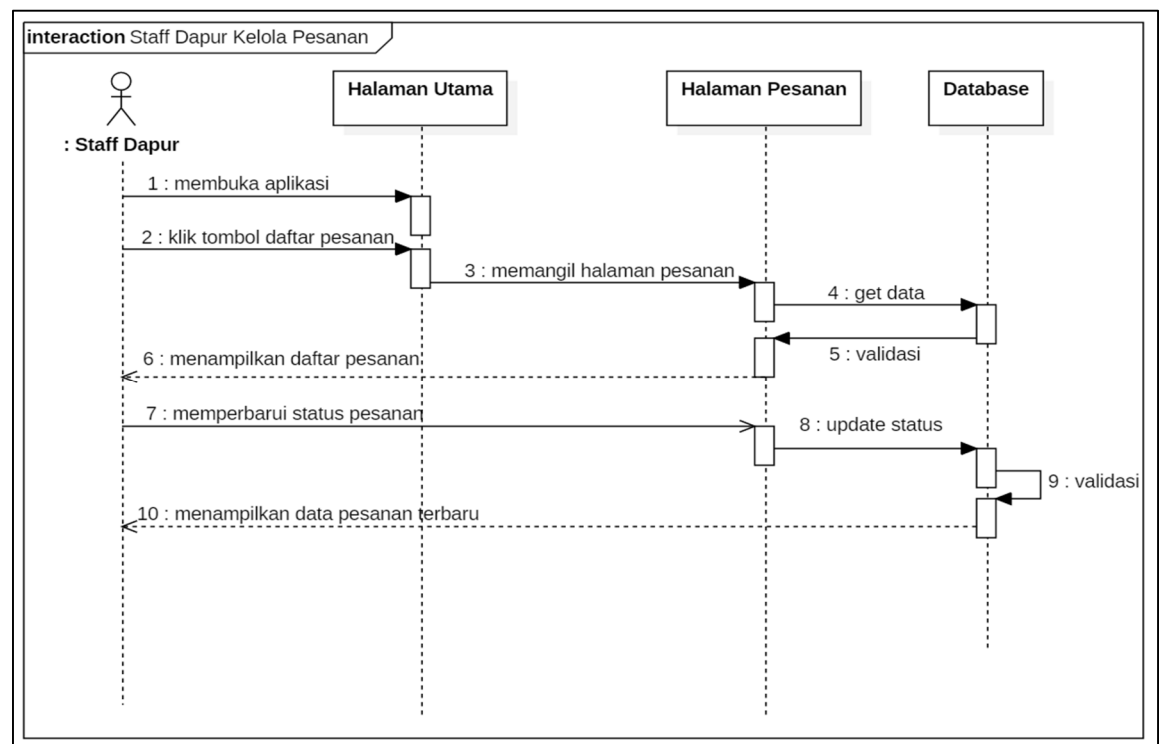 interaction Staff Dapur Kelola Pesanan
Halaman Utama
Halaman Pesanan
Database
: Staff Dapur
1 : membuka aplikasi
2 : klik tombol daftar pesanan
3 : memangil halaman pesanan
4 : get data
5 : validasi
6 : menampilkan daftar pesanan
7 : memperbarui status pesanan
8 : update status
9 : validasi
10 : menampilkan data pesanan terbaru